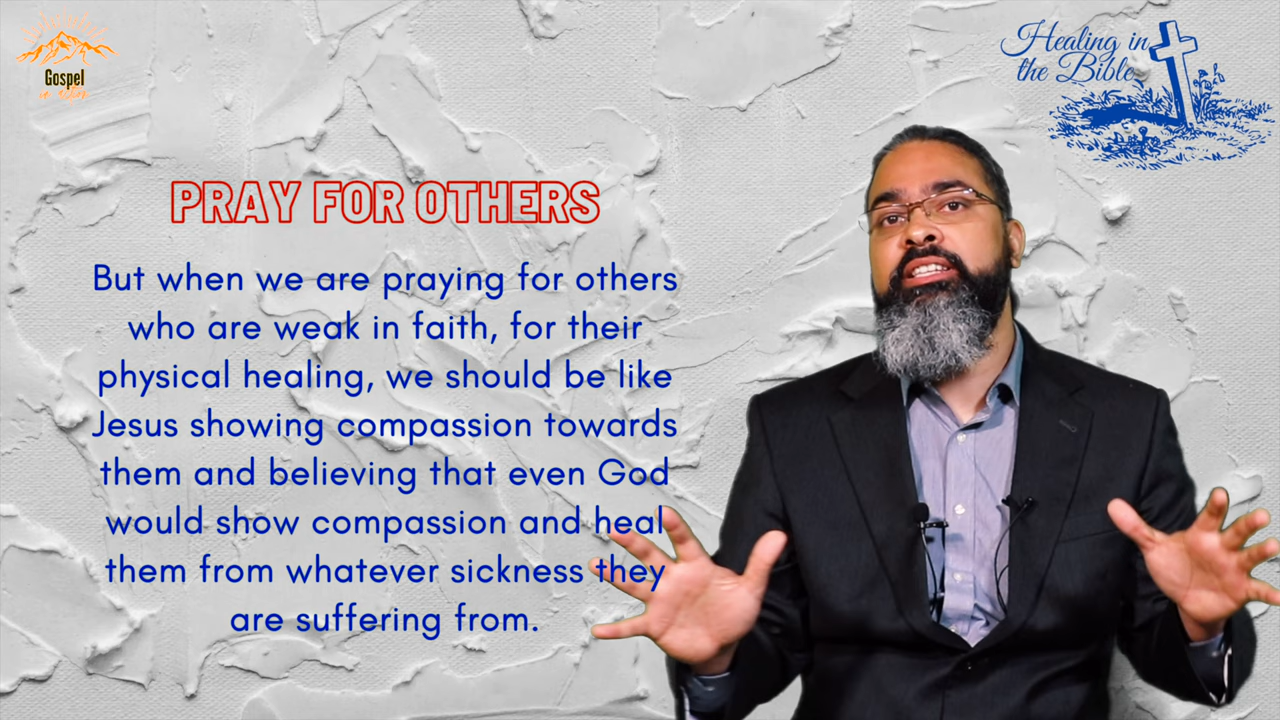 Gospel
in action
Healing in
the Bible
PRAY FOR OTHERS
But when we are praying for others
who are weak in faith, for their
physical healing, we should be like
Jesus showing compassion towards
them and believing that even God
would show compassion and heal
them from whatever sickness they
are suffering from.